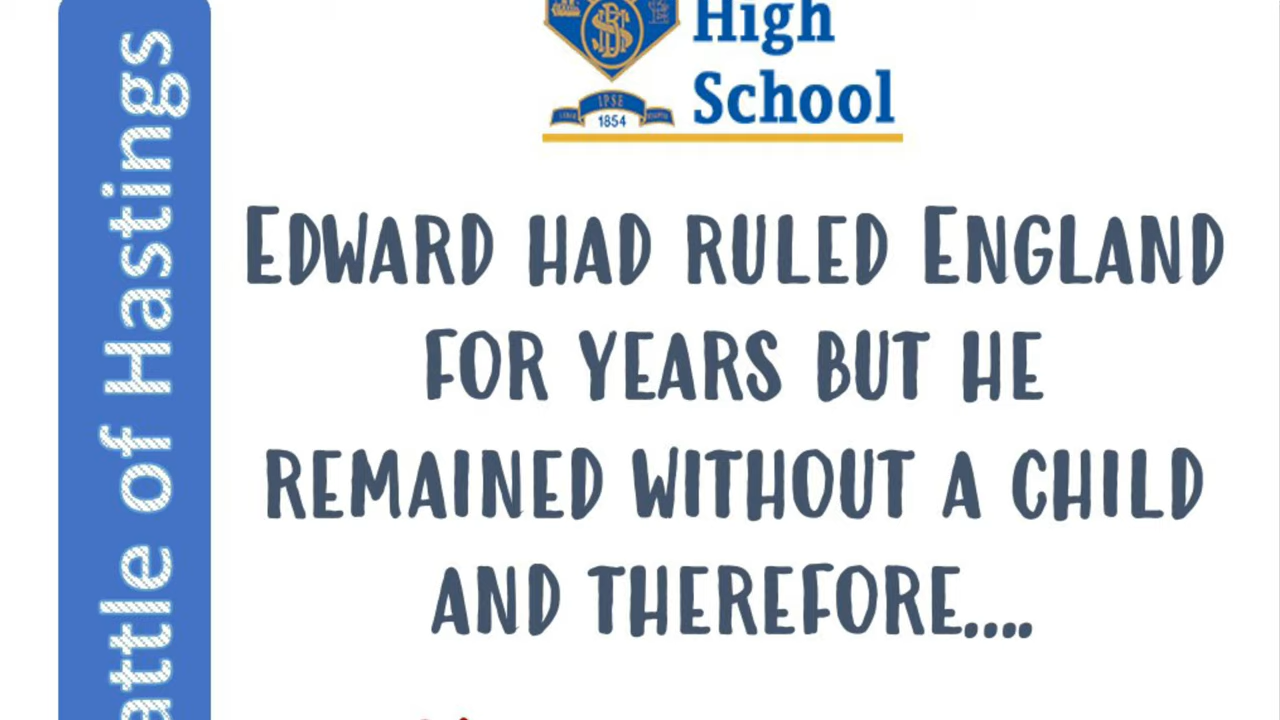 High
School
IPSE
1854
EDWARD HAD RULED ENGLAND
FOR YEARS BUT HE
REMAINED WITHOUT A CHILD
AND THEREFORE....
attle of Hastings